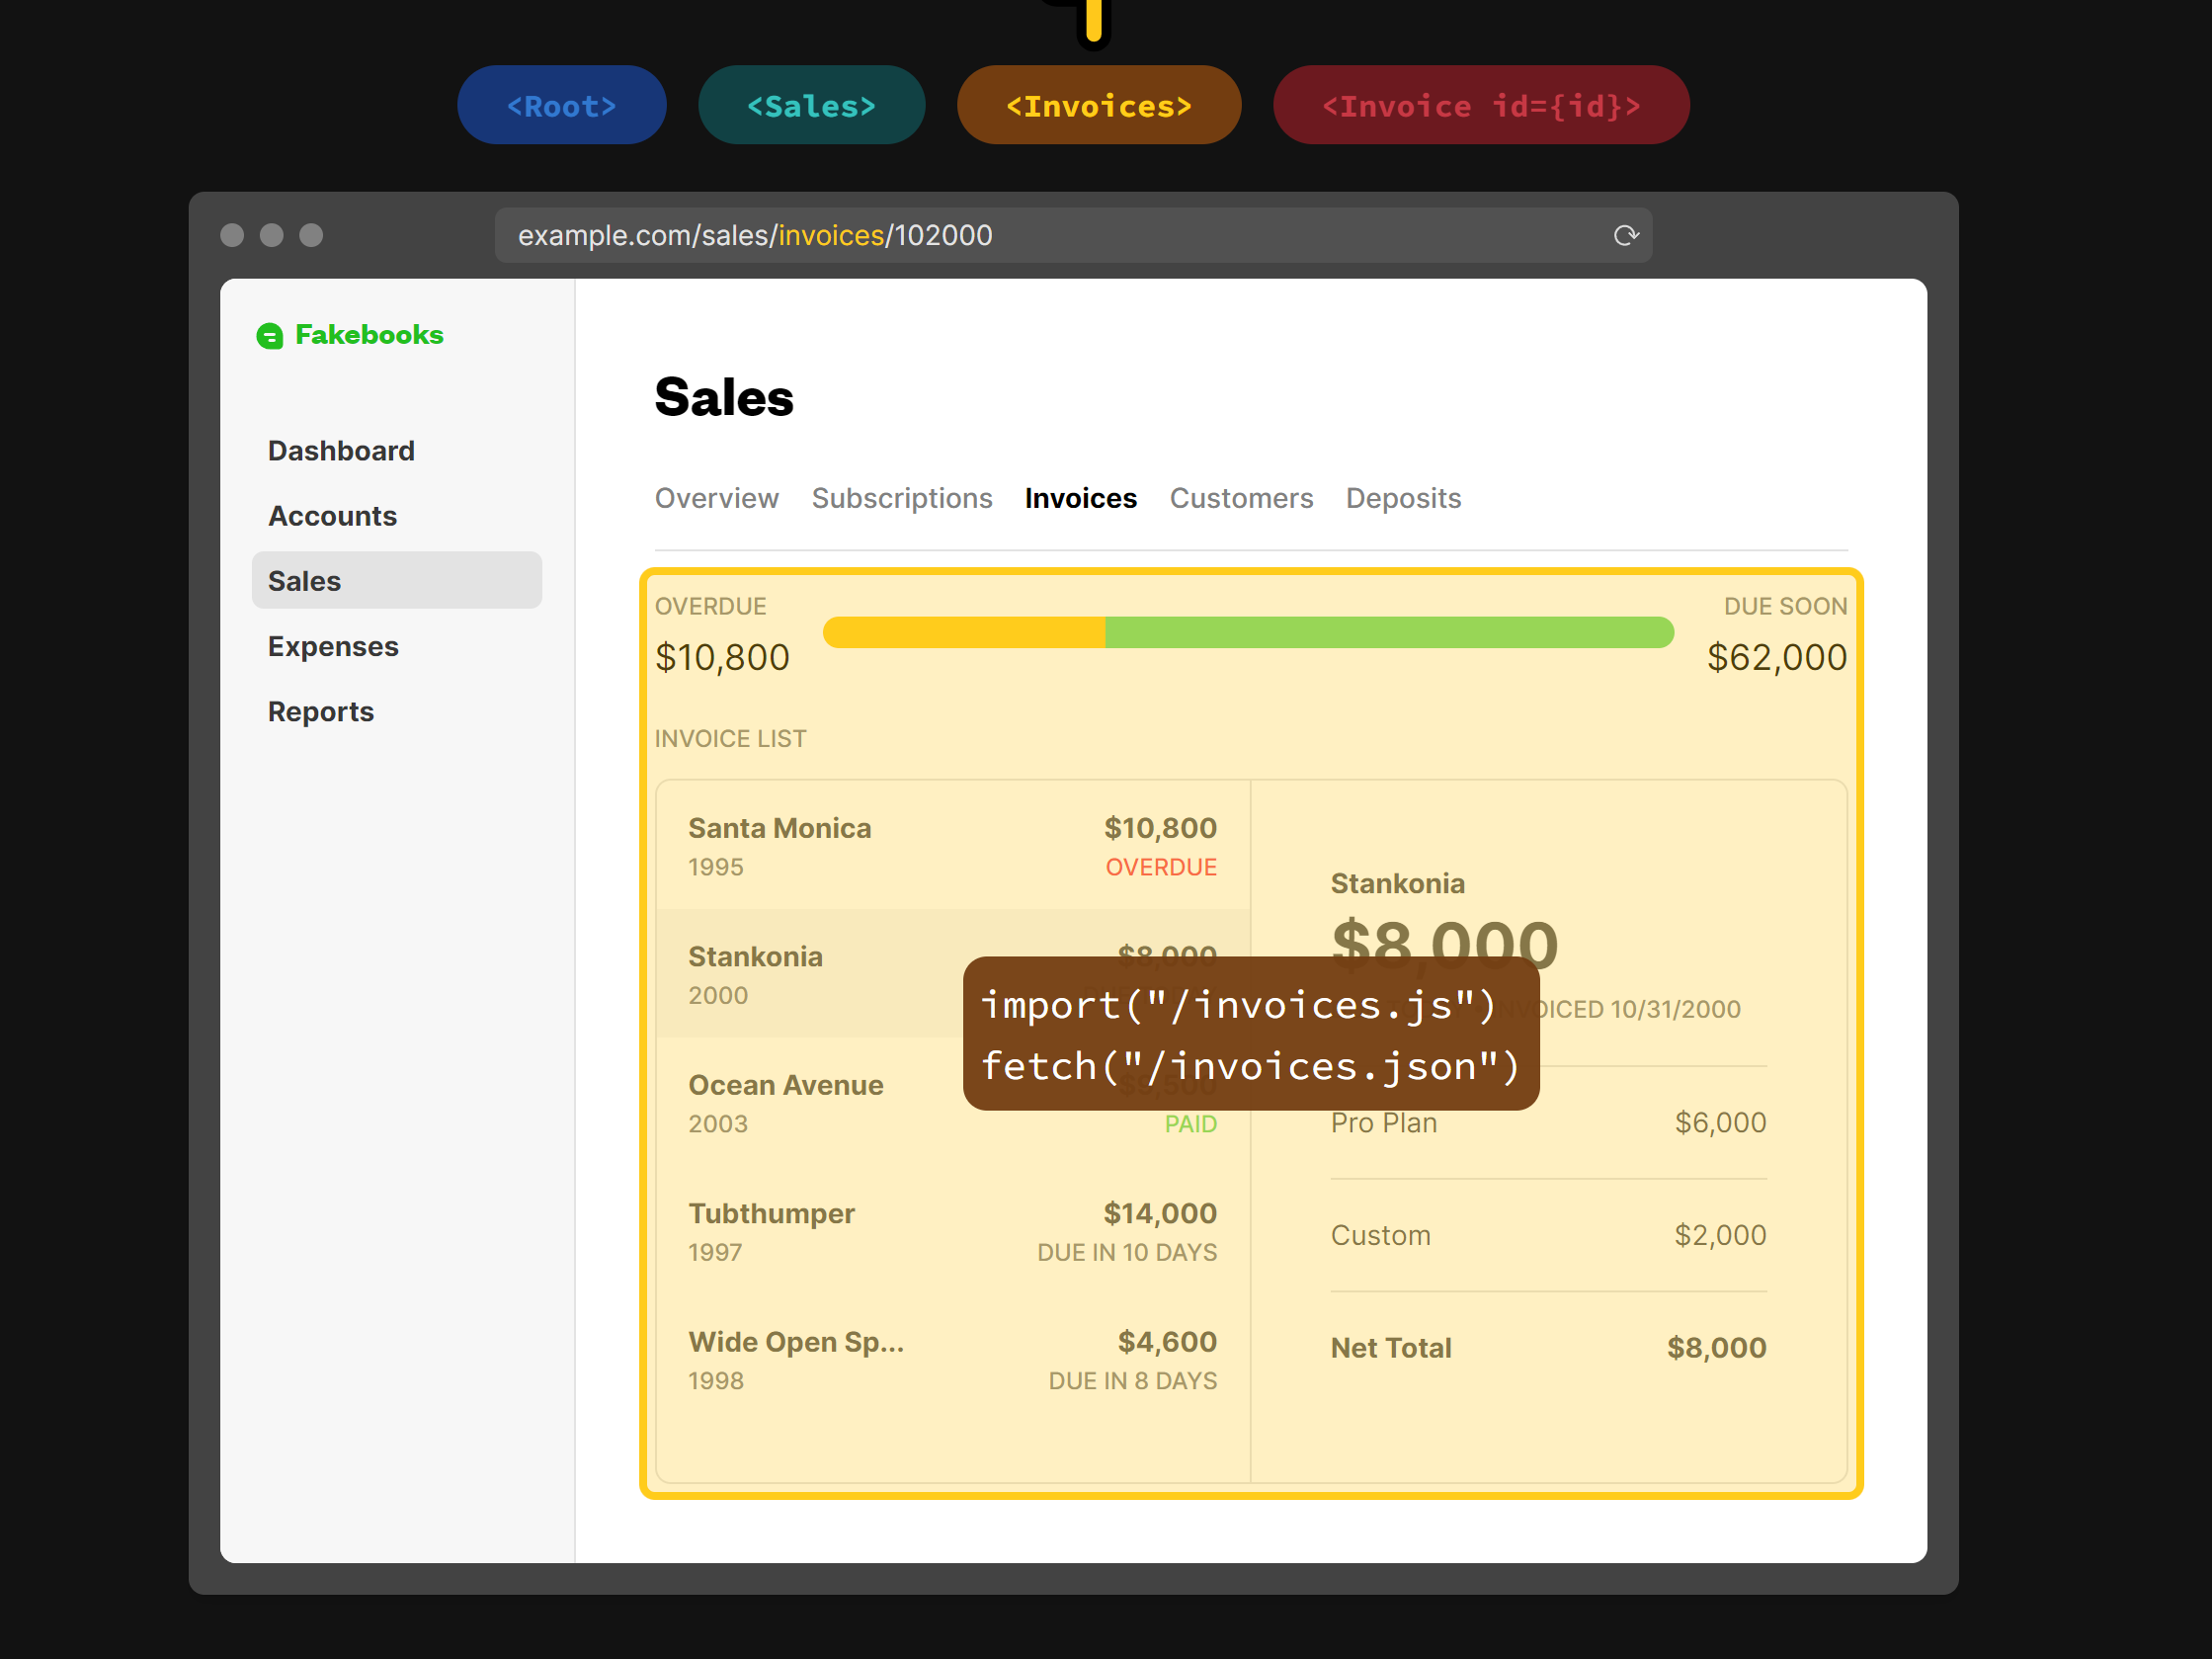 <Root> <Sales> <Invoices> <Invoice id={id}>
example.com/sales/invoices/102000
Fakebooks
Dashboard
Accounts
Sales
Expenses
Reports
Sales
Overview Subscriptions Invoices Customers Deposits
OVERDUE
$10,800
DUE SOON
$62,000
INVOICE LIST
Santa Monica $10,800
1995 OVERDUE
Stankonia $8,000
2000
Ocean Avenue $9,500
2003 PAID
Tubthumper $14,000
1997 DUE IN 10 DAYS
Wide Open Sp... $4,600
1998 DUE IN 8 DAYS
import("/invoices.js")
fetch("/invoices.json")
Stankonia
$8,000
INVOICED 10/31/2000
Pro Plan $6,000
Custom $2,000
Net Total $8,000